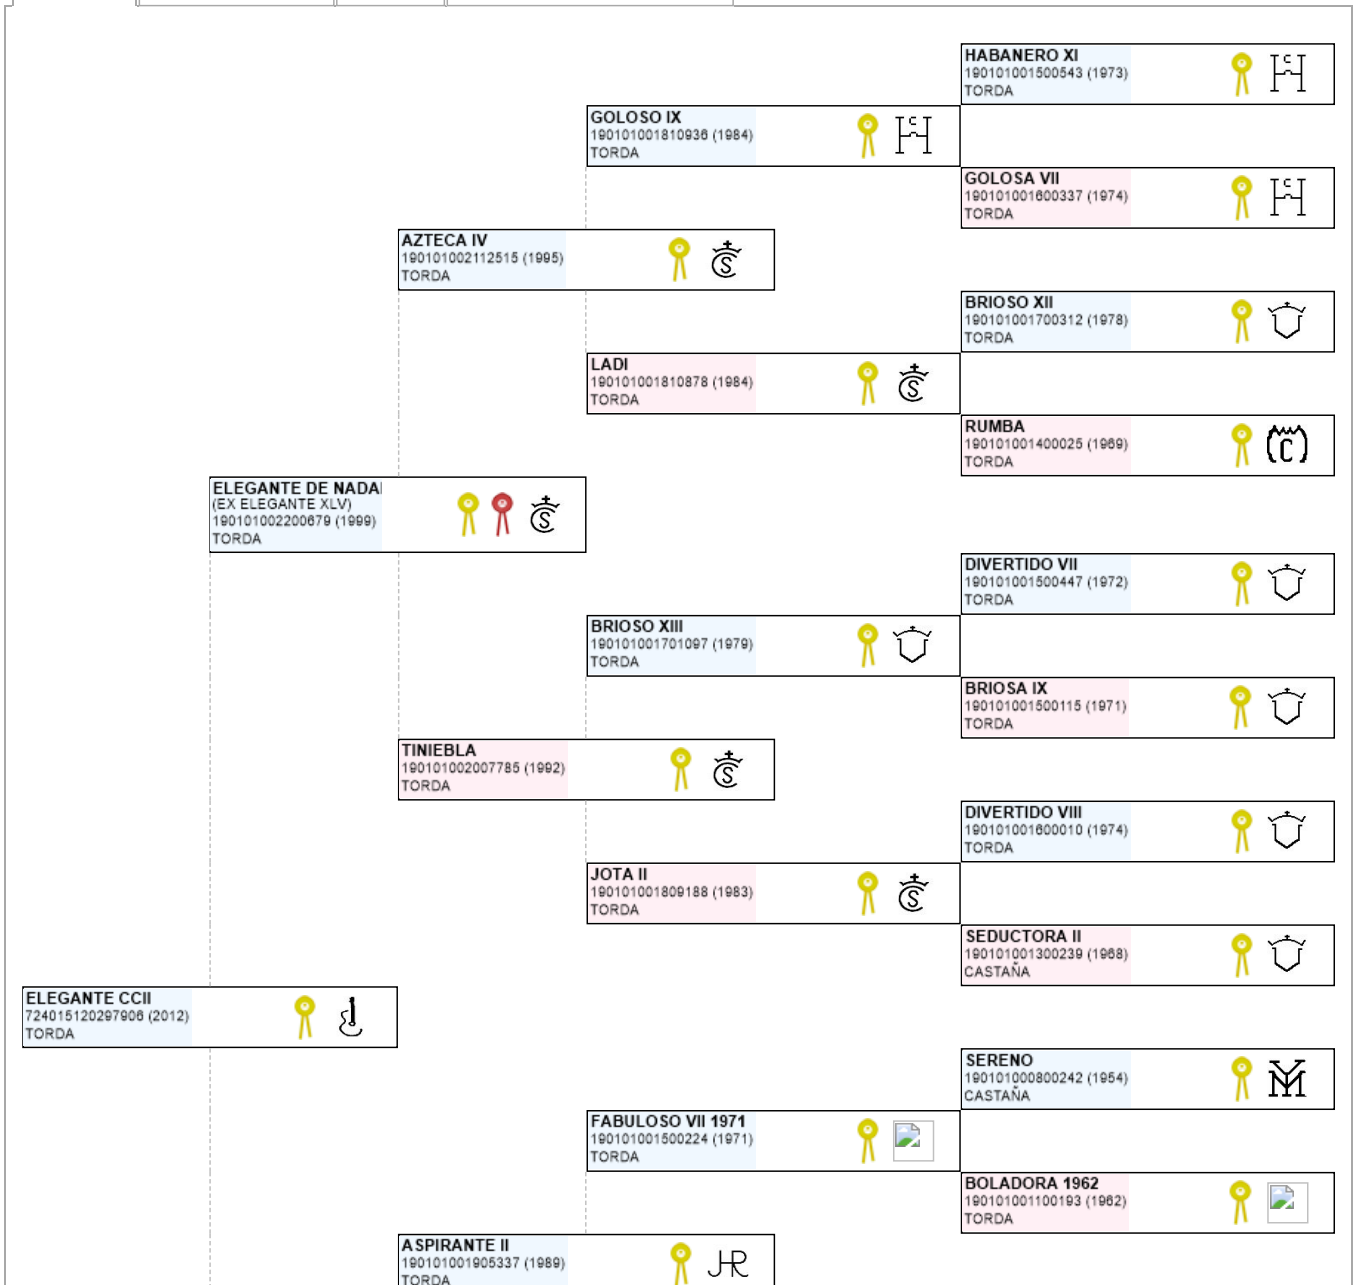 HABANERO XI
190101001500543 (1973)
TORDA
GOLOSO IX
190101001810936 (1984)
TORDA
GOLOSA VII
190101001600337 (1974)
TORDA
AZTECA IV
190101002112515 (1995)
TORDA
BRIOSO XII
190101001700312 (1978)
TORDA
LADI
190101001810878 (1984)
TORDA
RUMBA
190101001400025 (1969)
TORDA
ELEGANTE DE NADA
(EX ELEGANTE XLV)
190101002200679 (1999)
TORDA
DIVERTIDO VII
190101001500447 (1972)
TORDA
BRIOSO XIII
190101001701097 (1979)
TORDA
BRIOSA IX
190101001500115 (1971)
TORDA
TINIEBLA
190101002007785 (1992)
TORDA
DIVERTIDO VIII
190101001600010 (1974)
TORDA
JOTA II
190101001809188 (1983)
TORDA
SEDUCTORA II
190101001300239 (1968)
CASTAÑA
ELEGANTE CCII
724015120297906 (2012)
TORDA
SERENO
190101000800242 (1954)
CASTAÑA
FABULOSO VII 1971
190101001500224 (1971)
TORDA
BOLADORA 1962
190101001100193 (1962)
TORDA
ASPIRANTE II
190101001905337 (1989)
TORDA